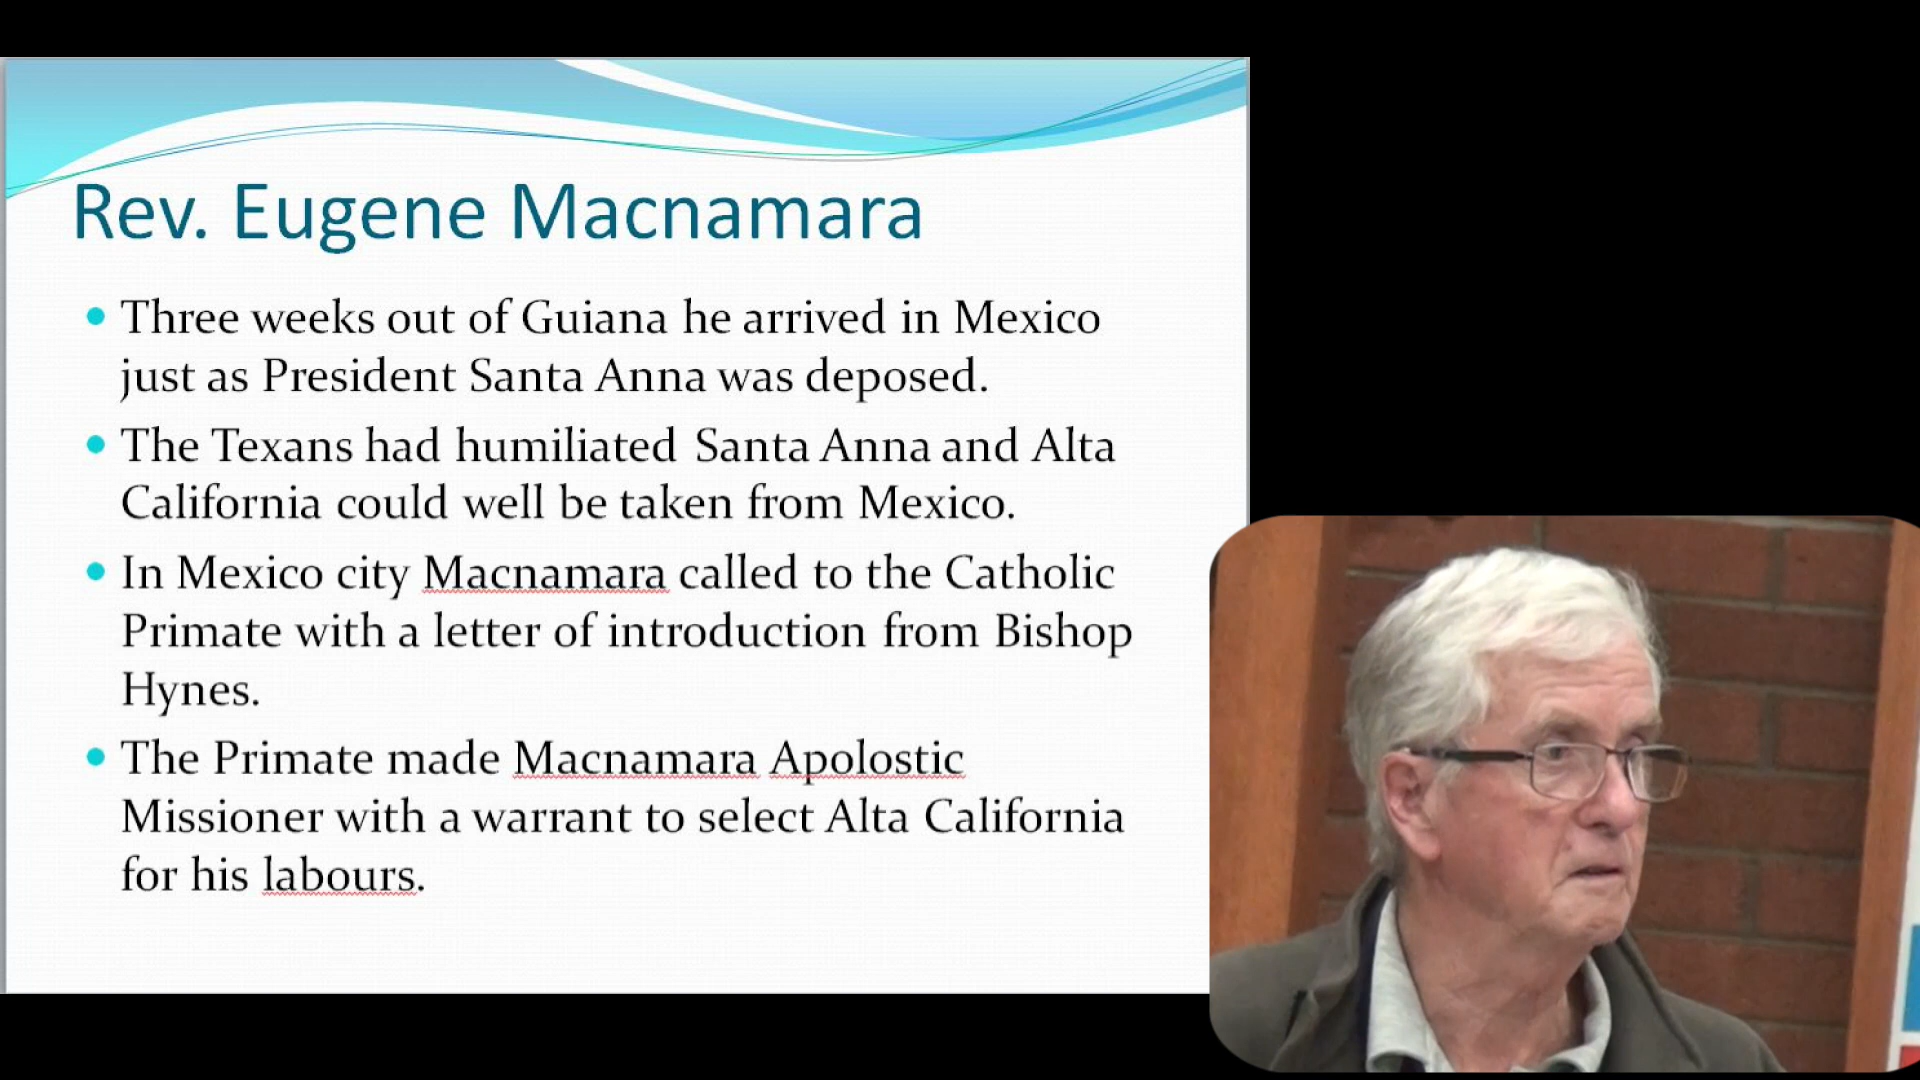 Rev. Eugene Macnamara
• Three weeks out of Guiana he arrived in Mexico
just as President Santa Anna was deposed.
• The Texans had humiliated Santa Anna and Alta
California could well be taken from Mexico.
• In Mexico city Macnamara called to the Catholic
Primate with a letter of introduction from Bishop
Hynes.
• The Primate made Macnamara Apolostic
Missioner with a warrant to select Alta California
for his labours.